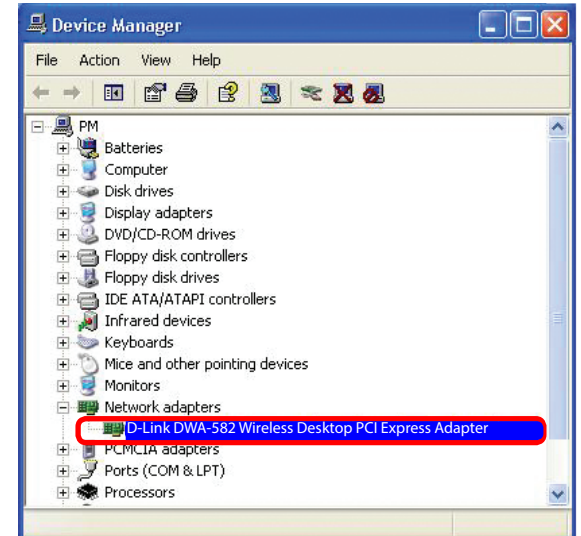 Device Manager
File Action View Help
PM
Batteries
Computer
Disk drives
Display adapters
DVD/CD-ROM drives
Floppy disk controllers
Floppy disk drives
IDE ATA/ATAPI controllers
Infrared devices
Keyboards
Mice and other pointing devices
Monitors
Network adapters
D-Link DWA-582 Wireless Desktop PCI Express Adapter
PCMCIA adapters
Ports (COM & LPT)
Processors